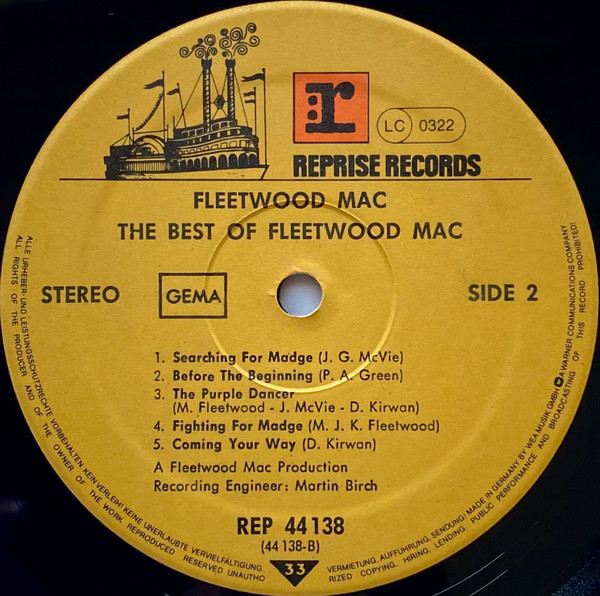 r
LC 0322
REPRISE RECORDS
FLEETWOOD MAC
THE BEST OF FLEETWOOD MAC
STEREO
GEMA
SIDE 2
1. Searching For Madge (J. G. McVie)
2. Before The Beginning (P. A. Green)
3. The Purple Dancer
(M. Fleetwood - J. McVie - D. Kirwan)
4. Fighting For Madge (M. J. K. Fleetwood)
5. Coming Your Way (D. Kirwan)
A Fleetwood Mac Production
Recording Engineer: Martin Birch
REP 44 138
(44 138-B)
33
ALLE URHEBER- UND LEISTUNGSSCHUTZRECHTE VORBEHALTEN. KEIN VERLEIH! KEINE UNERLAUBTE VERVIELFÄLTIGUNG, VERMIETUNG, AUFFÜHRUNG, SENDUNG! MADE IN GERMANY BY WEA MUSIK GMBH A WARNER COMMUNICATIONS COMPANY
ALL RIGHTS OF THE PRODUCER AND OF THE OWNER OF THE WORK REPRODUCED RESERVED UNAUTHORIZED COPYING, HIRING, LENDING, PUBLIC PERFORMANCE AND BROADCASTING OF THIS RECORD PROHIBITED!